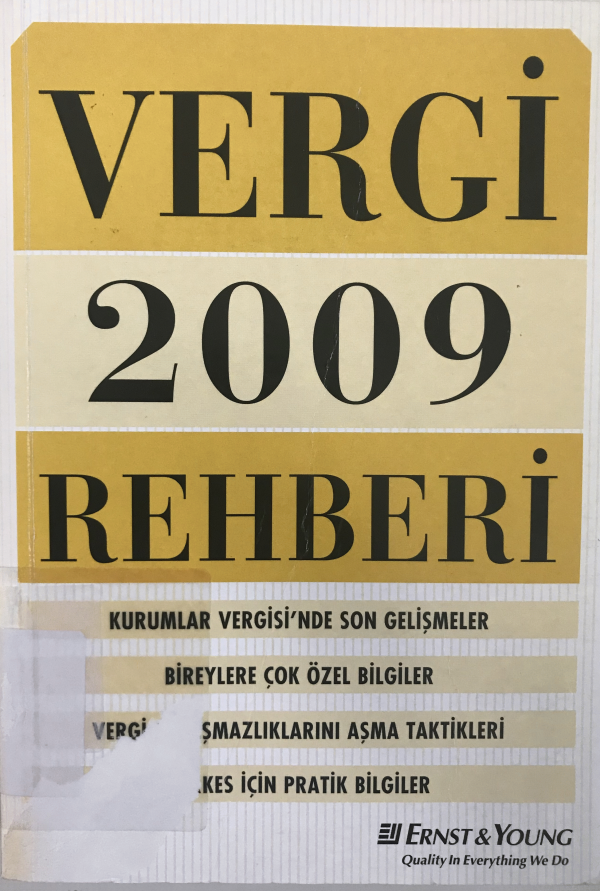 VERGİ
2009
REHBERİ
KURUMLAR VERGİSİ'NDE SON GELİŞMELER
BİREYLERE ÇOK ÖZEL BİLGİLER
VERGİ AŞMA TAKTİKLERİ
İÇİN PRATİK BİLGİLER
ERNST & YOUNG
Quality In Everything We Do